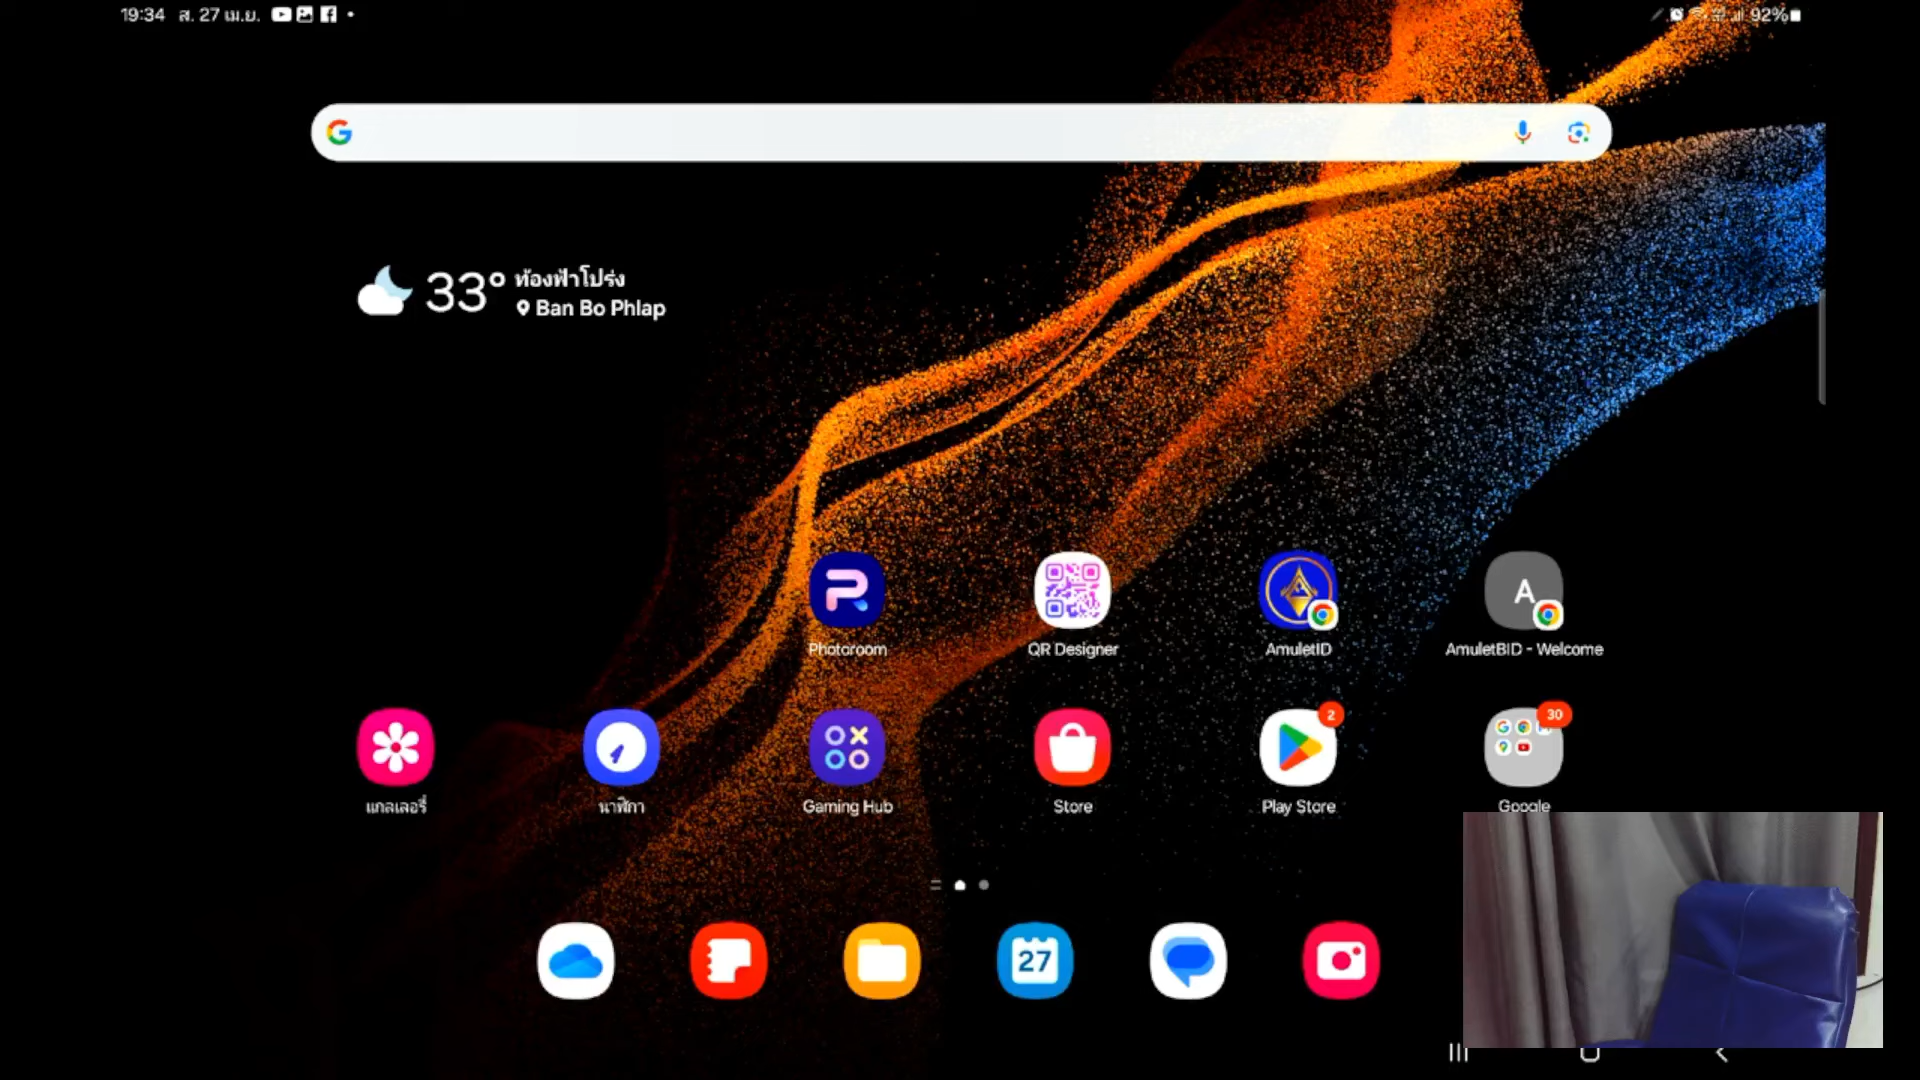 19:34 ส. 27 เม.ย.
92%
33° ท้องฟ้าโปร่ง
Ban Bo Phlap
Photoroom
QR Designer
AmuletID
A
AmuletBID - Welcome
แกลเลอรี่
นาฬิกา
Gaming Hub
Store
2
Play Store
30
Google
27